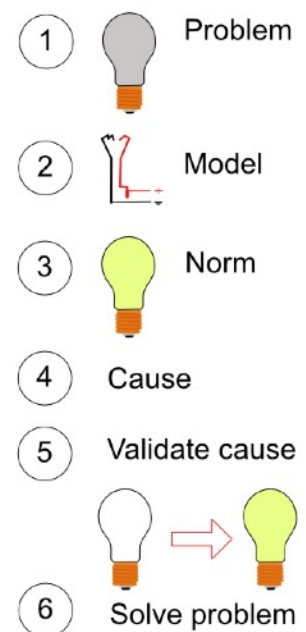 1 Problem
2 Model
+
3 Norm
4 Cause
5 Validate cause
6 Solve problem